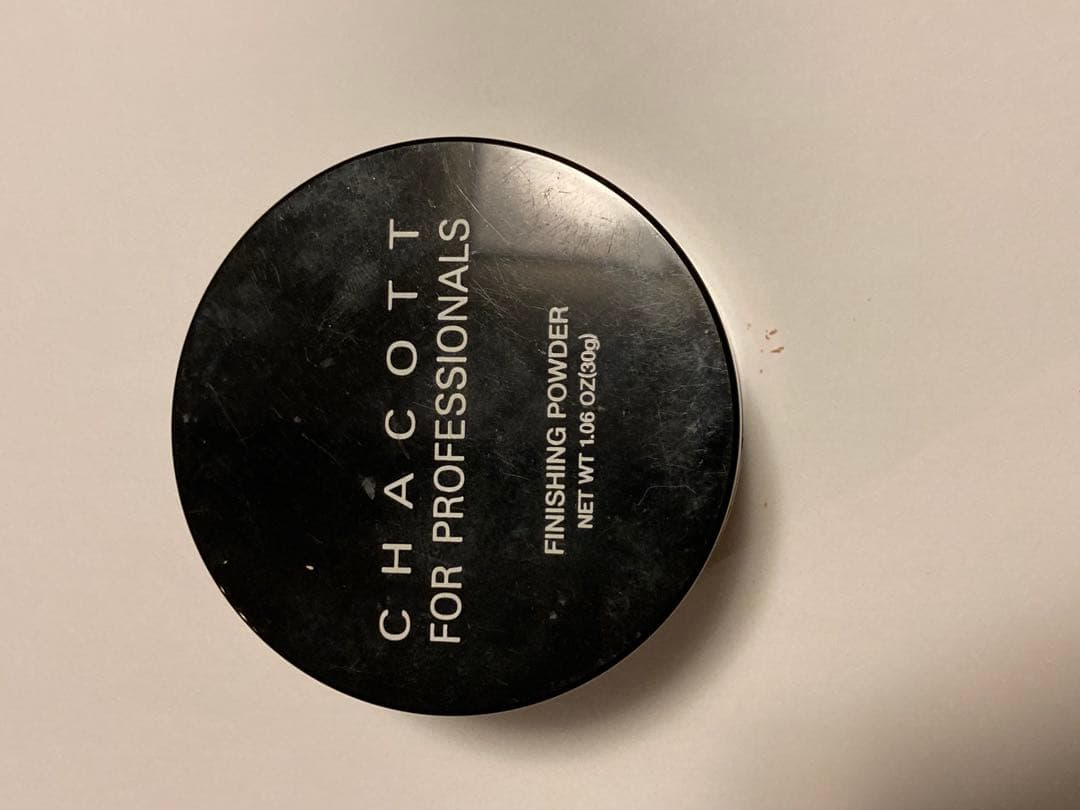 CHACOTT
FOR PROFESSIONALS
FINISHING POWDER
NET WT 1.06 OZ(30g)